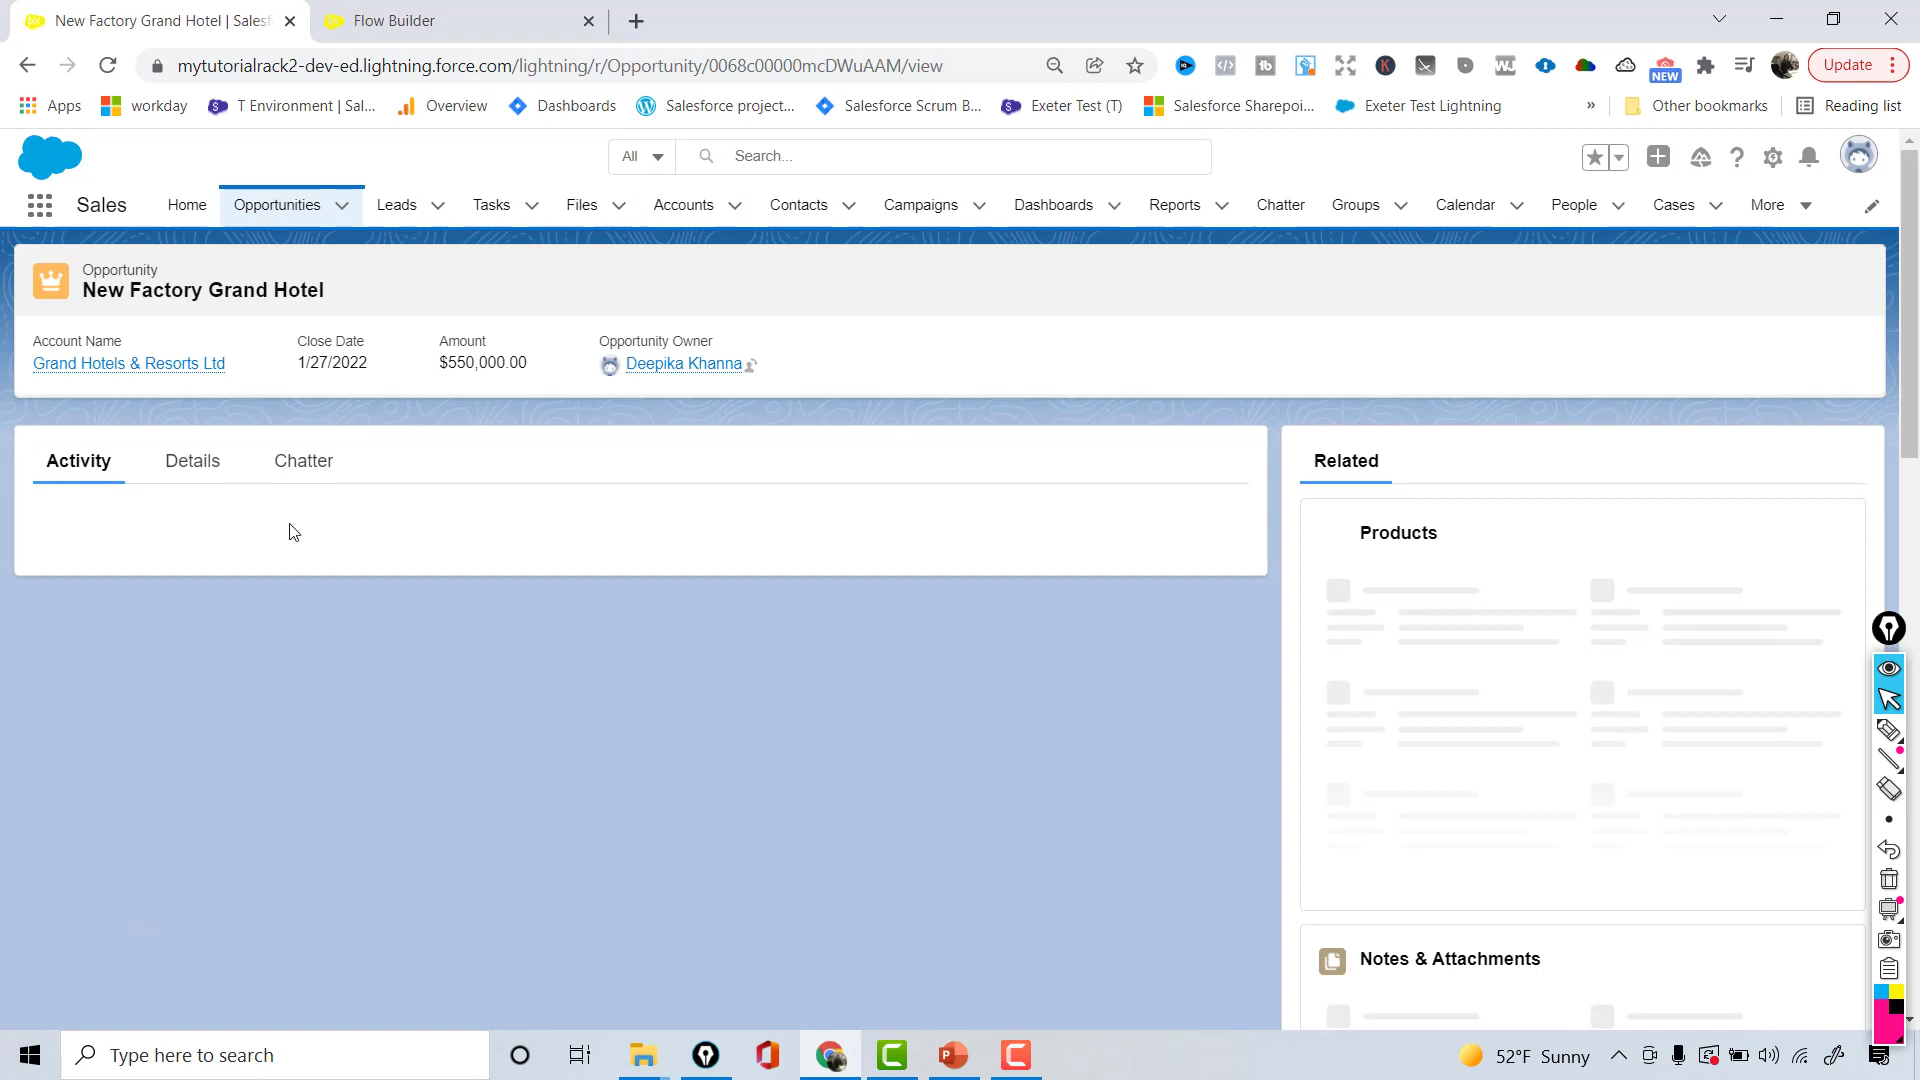 New Factory Grand Hotel | Salesf
Flow Builder
mytutorialrack2-dev-ed.lightning.force.com/lightning/r/Opportunity/0068c00000mcDWuAAM/view
NEW
Update
Apps
workday
T Environment | Sal...
Overview
Dashboards
Salesforce project...
Salesforce Scrum B...
Exeter Test (T)
Salesforce Sharepoi...
Exeter Test Lightning
»
Other bookmarks
Reading list
All
Search...
Sales
Home
Opportunities
Leads
Tasks
Files
Accounts
Contacts
Campaigns
Dashboards
Reports
Chatter
Groups
Calendar
People
Cases
More
Opportunity
New Factory Grand Hotel
Account Name
Close Date
Amount
Opportunity Owner
Grand Hotels & Resorts Ltd
1/27/2022
$550,000.00
Deepika Khanna
Activity
Details
Chatter
Related
Products
Notes & Attachments
Type here to search
52°F Sunny